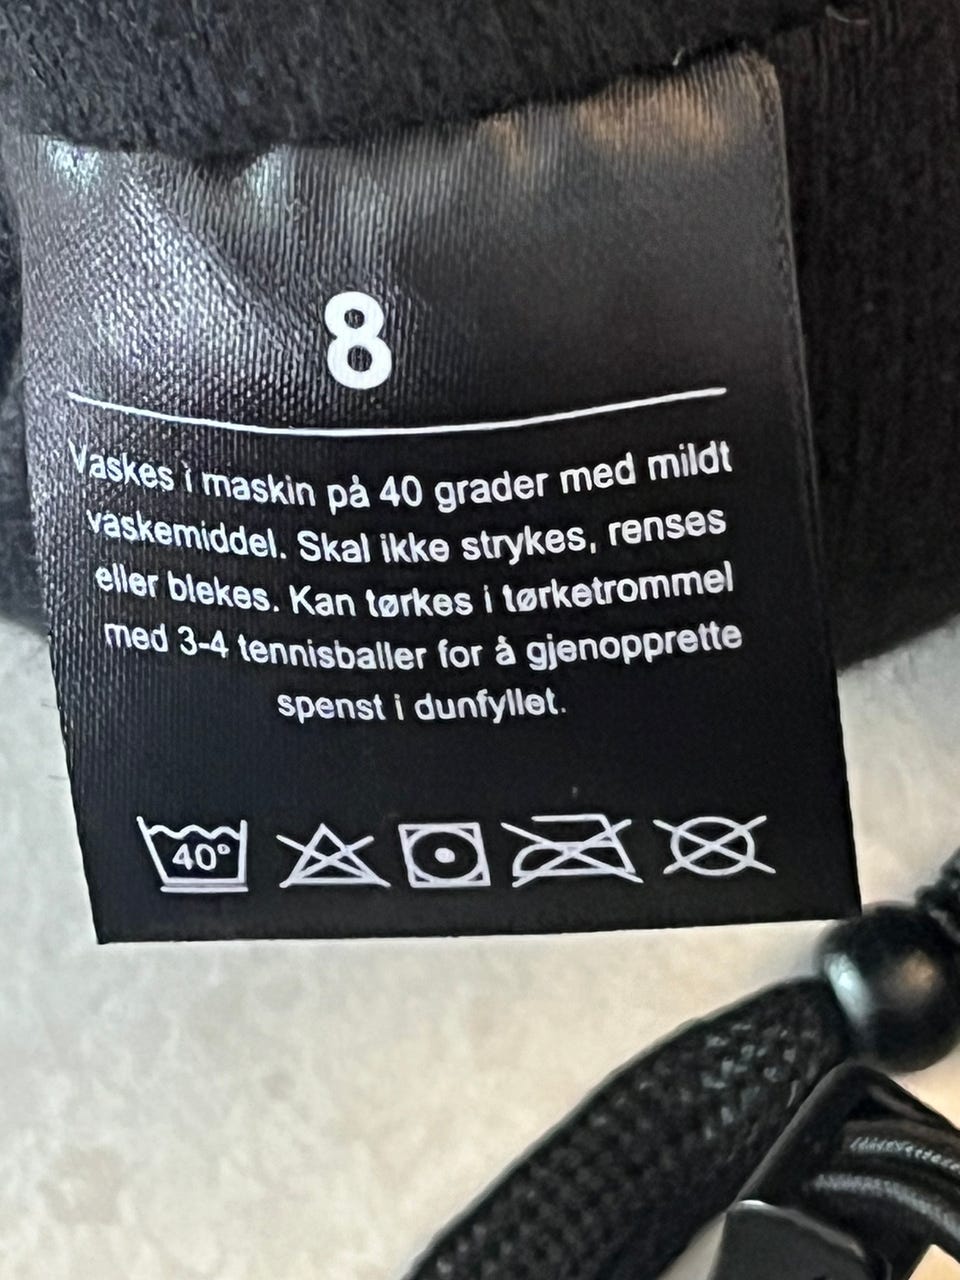 8
Vaskes i maskin på 40 grader med mildt
vaskemiddel. Skal ikke strykes, renses
eller blekes. Kan tørkes i tørketrommel
med 3-4 tennisballer for å gjenopprette
spenst i dunfyllet.
40°